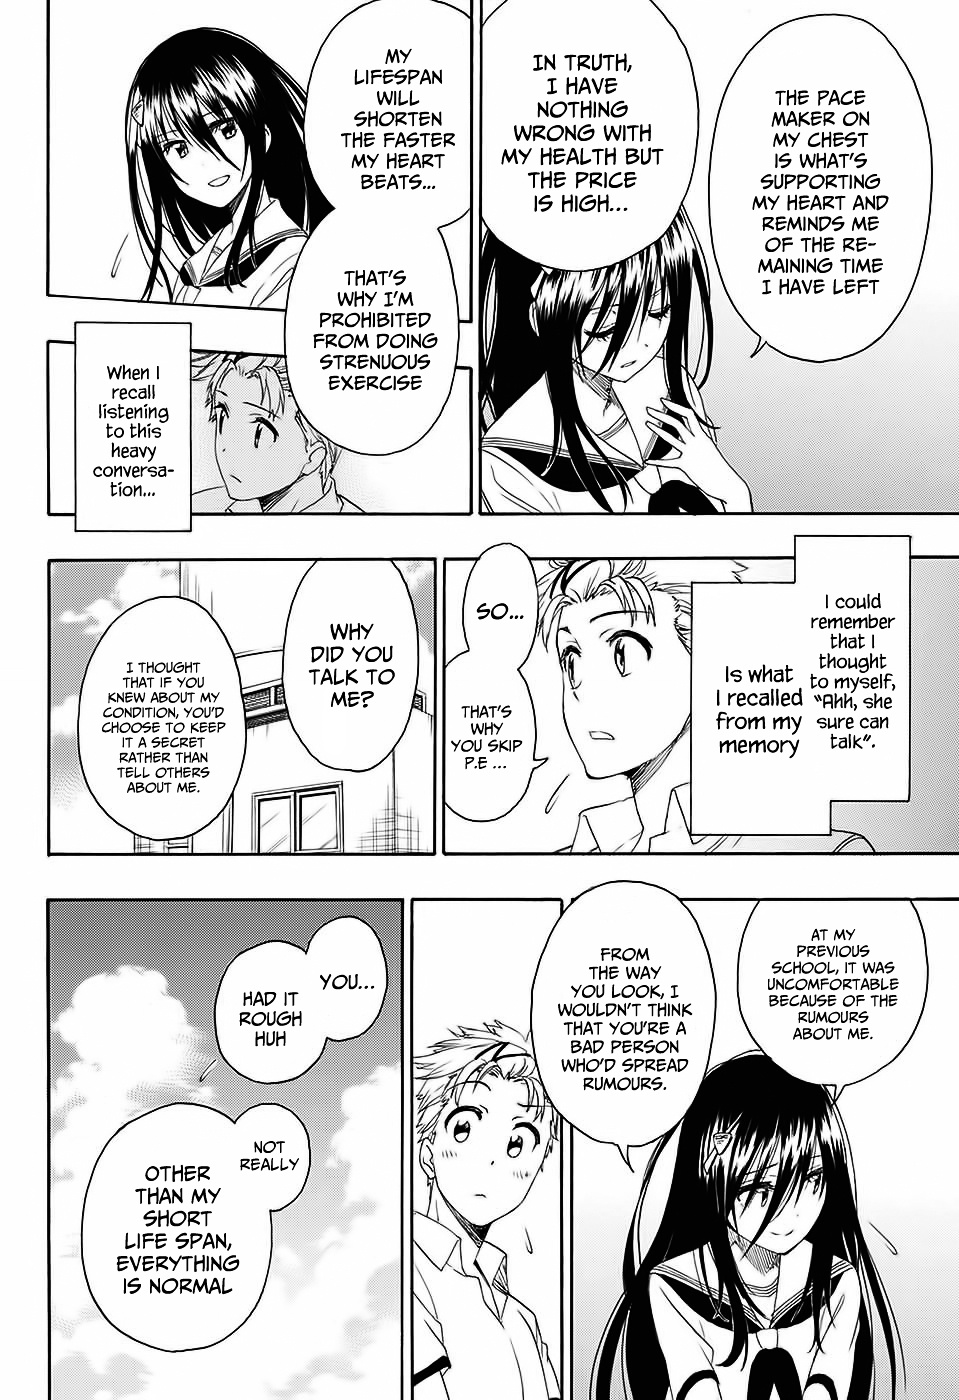 THE PACE
MAKER ON
MY CHEST
IS WHAT'S
SUPPORTING
MY HEART AND
REMINDS ME
OF THE RE-
MAINING TIME
I HAVE LEFT
IN TRUTH,
I HAVE
NOTHING
WRONG WITH
MY HEALTH BUT
THE PRICE
IS HIGH...
MY
LIFESPAN
WILL
SHORTEN
THE FASTER
MY HEART
BEATS...
THAT'S
WHY I'M
PROHIBITED
FROM DOING
STRENUOUS
EXERCISE
When I
recall
listening
to this
heavy
conversa-
tion...
I could
remember
that I
thought
to myself,
"Ahh, she
sure can
talk".
Is what
I recalled
from my
memory
SO...
THAT'S
WHY
YOU SKIP
P.E ...
WHY
DID YOU
TALK TO
ME?
I THOUGHT
THAT IF YOU
KNEW ABOUT MY
CONDITION, YOU'D
CHOOSE TO KEEP
IT A SECRET
RATHER THAN
TELL OTHERS
ABOUT ME.
AT MY
PREVIOUS
SCHOOL, IT WAS
UNCOMFORTABLE
BECAUSE OF THE
RUMOURS
ABOUT ME.
FROM
THE WAY
YOU LOOK, I
WOULDN'T THINK
THAT YOU'RE A
BAD PERSON
WHO'D SPREAD
RUMOURS.
YOU...
HAD IT
ROUGH
HUH
NOT
REALLY
OTHER
THAN MY
SHORT
LIFE SPAN,
EVERYTHING
IS NORMAL